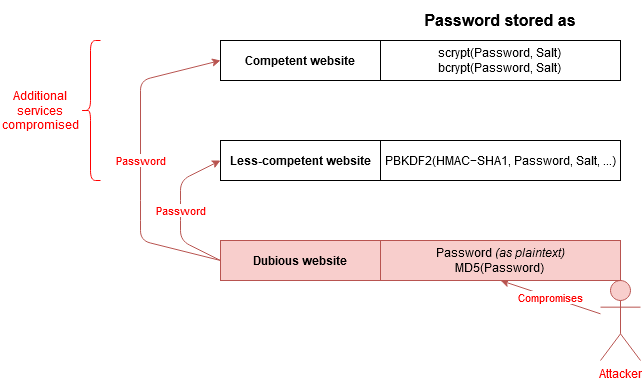 Password stored as
Competent website
scrypt(Password, Salt)
bcrypt(Password, Salt)
Additional
services
compromised
Password
Less-competent website
PBKDF2(HMAC−SHA1, Password, Salt, ...)
Password
Dubious website
Password (as plaintext)
MD5(Password)
Compromises
Attacker